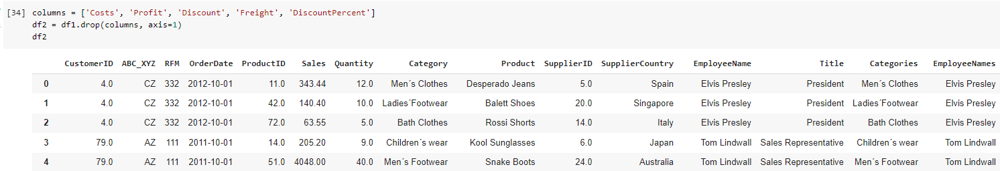 [34] columns = ['Costs', 'Profit', 'Discount', 'Freight', 'DiscountPercent']
df2 = df1.drop(columns, axis=1)
df2
CustomerID ABC_XYZ RFM OrderDate ProductID Sales Quantity Category Product SupplierID SupplierCountry EmployeeName Title Categories EmployeeNames
0 4.0 CZ 332 2012-10-01 11.0 343.44 12.0 Men´s Clothes Desperado Jeans 5.0 Spain Elvis Presley President Men´s Clothes Elvis Presley
1 4.0 CZ 332 2012-10-01 42.0 140.40 10.0 Ladies´Footwear Balett Shoes 20.0 Singapore Elvis Presley President Ladies´Footwear Elvis Presley
2 4.0 CZ 332 2012-10-01 72.0 63.55 5.0 Bath Clothes Rossi Shorts 14.0 Italy Elvis Presley President Bath Clothes Elvis Presley
3 79.0 AZ 111 2011-10-01 14.0 205.20 9.0 Children´s wear Kool Sunglasses 6.0 Japan Tom Lindwall Sales Representative Children´s wear Tom Lindwall
4 79.0 AZ 111 2011-10-01 51.0 4048.00 40.0 Men´s Footwear Snake Boots 24.0 Australia Tom Lindwall Sales Representative Men´s Footwear Tom Lindwall